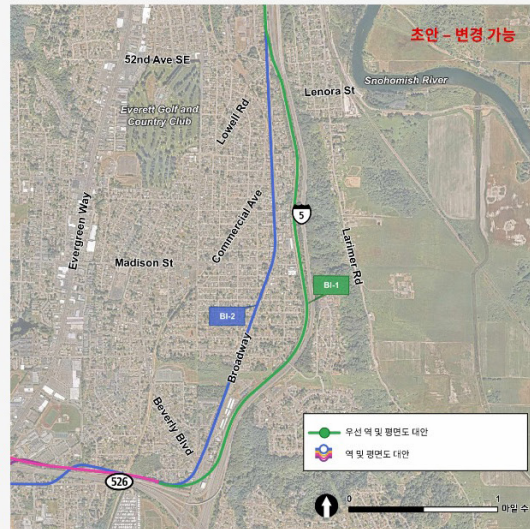 초안 – 변경 가능
52nd Ave SE
Snohomish River
Lenora St
Everett Golf and
Country Club
Lowell Rd
5
Evergreen Way
Commercial Ave
Larimer Rd
Madison St
BI-1
BI-2
Broadway
Beverly Blvd
우선 역 및 평면도 대안
역 및 평면도 대안
526
0 1
마일 수